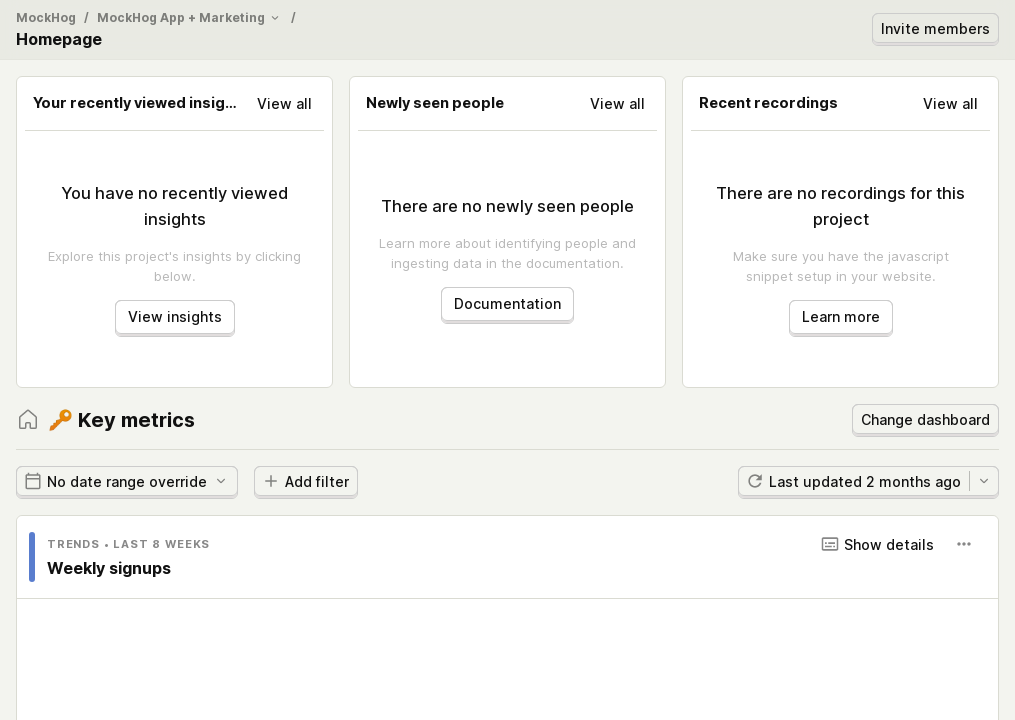 MockHog / MockHog App + Marketing /
Homepage
Invite members
Your recently viewed insig...
View all
You have no recently viewed
insights
Explore this project's insights by clicking
below.
View insights
Newly seen people
View all
There are no newly seen people
Learn more about identifying people and
ingesting data in the documentation.
Documentation
Recent recordings
View all
There are no recordings for this
project
Make sure you have the javascript
snippet setup in your website.
Learn more
🔑 Key metrics
Change dashboard
No date range override
Add filter
Last updated 2 months ago
TRENDS • LAST 8 WEEKS
Show details
Weekly signups